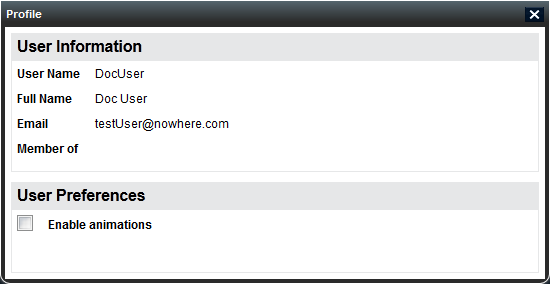 Profile
User Information
User Name DocUser
Full Name Doc User
Email testUser@nowhere.com
Member of
User Preferences
Enable animations